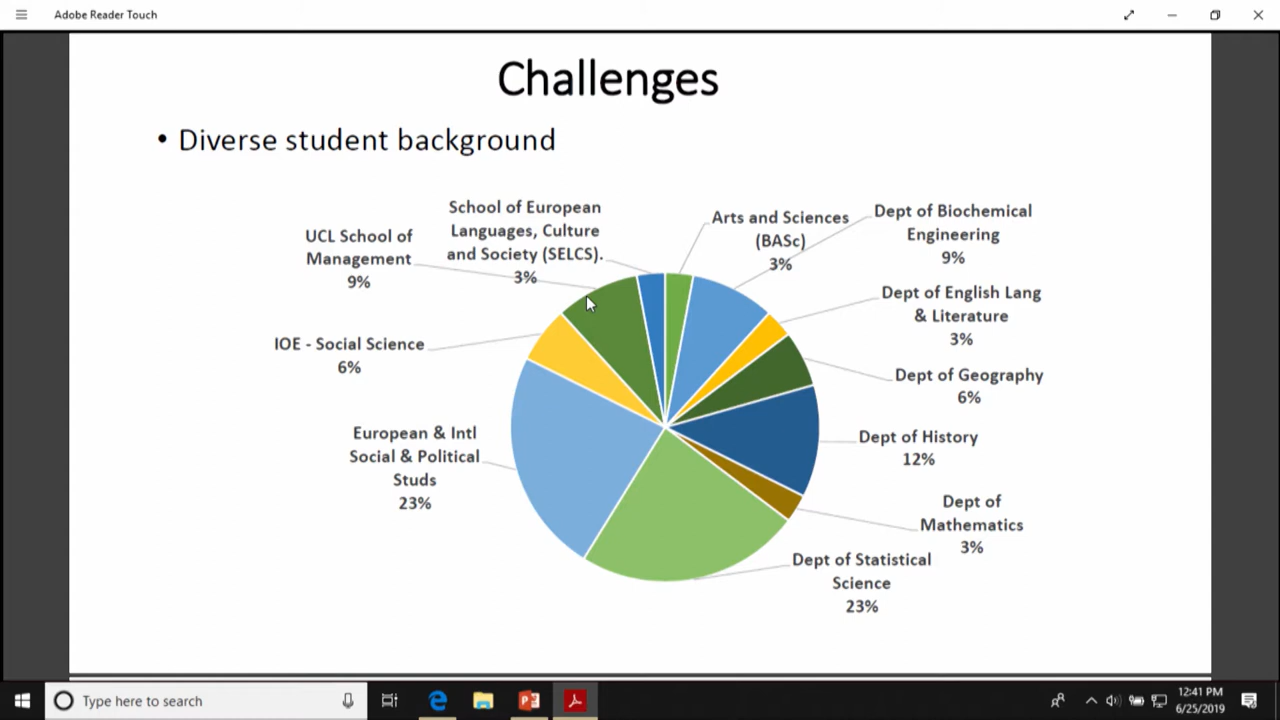 Adobe Reader Touch
Challenges
• Diverse student background
School of European
Languages, Culture
and Society (SELCS).
3%
Arts and Sciences
(BASc)
3%
Dept of Biochemical
Engineering
9%
UCL School of
Management
9%
Dept of English Lang
& Literature
3%
IOE - Social Science
6%
Dept of Geography
6%
European & Intl
Social & Political
Studs
23%
Dept of History
12%
Dept of
Mathematics
3%
Dept of Statistical
Science
23%
Type here to search
12:41 PM
6/25/2019